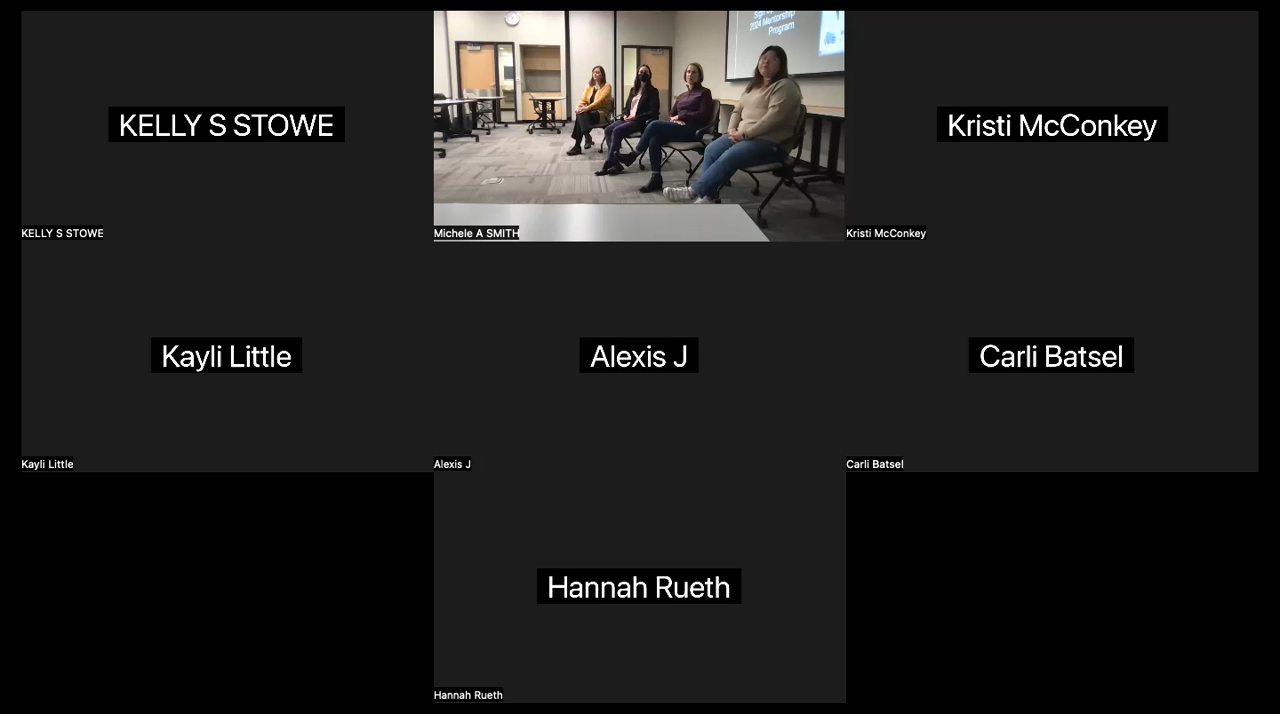 2024 Mentorship
Program
KELLY S STOWE
Kristi McConkey
KELLY S STOWE
Michele A SMITH
Kristi McConkey
Kayli Little
Alexis J
Carli Batsel
Kayli Little
Alexis J
Carli Batsel
Hannah Rueth
Hannah Rueth